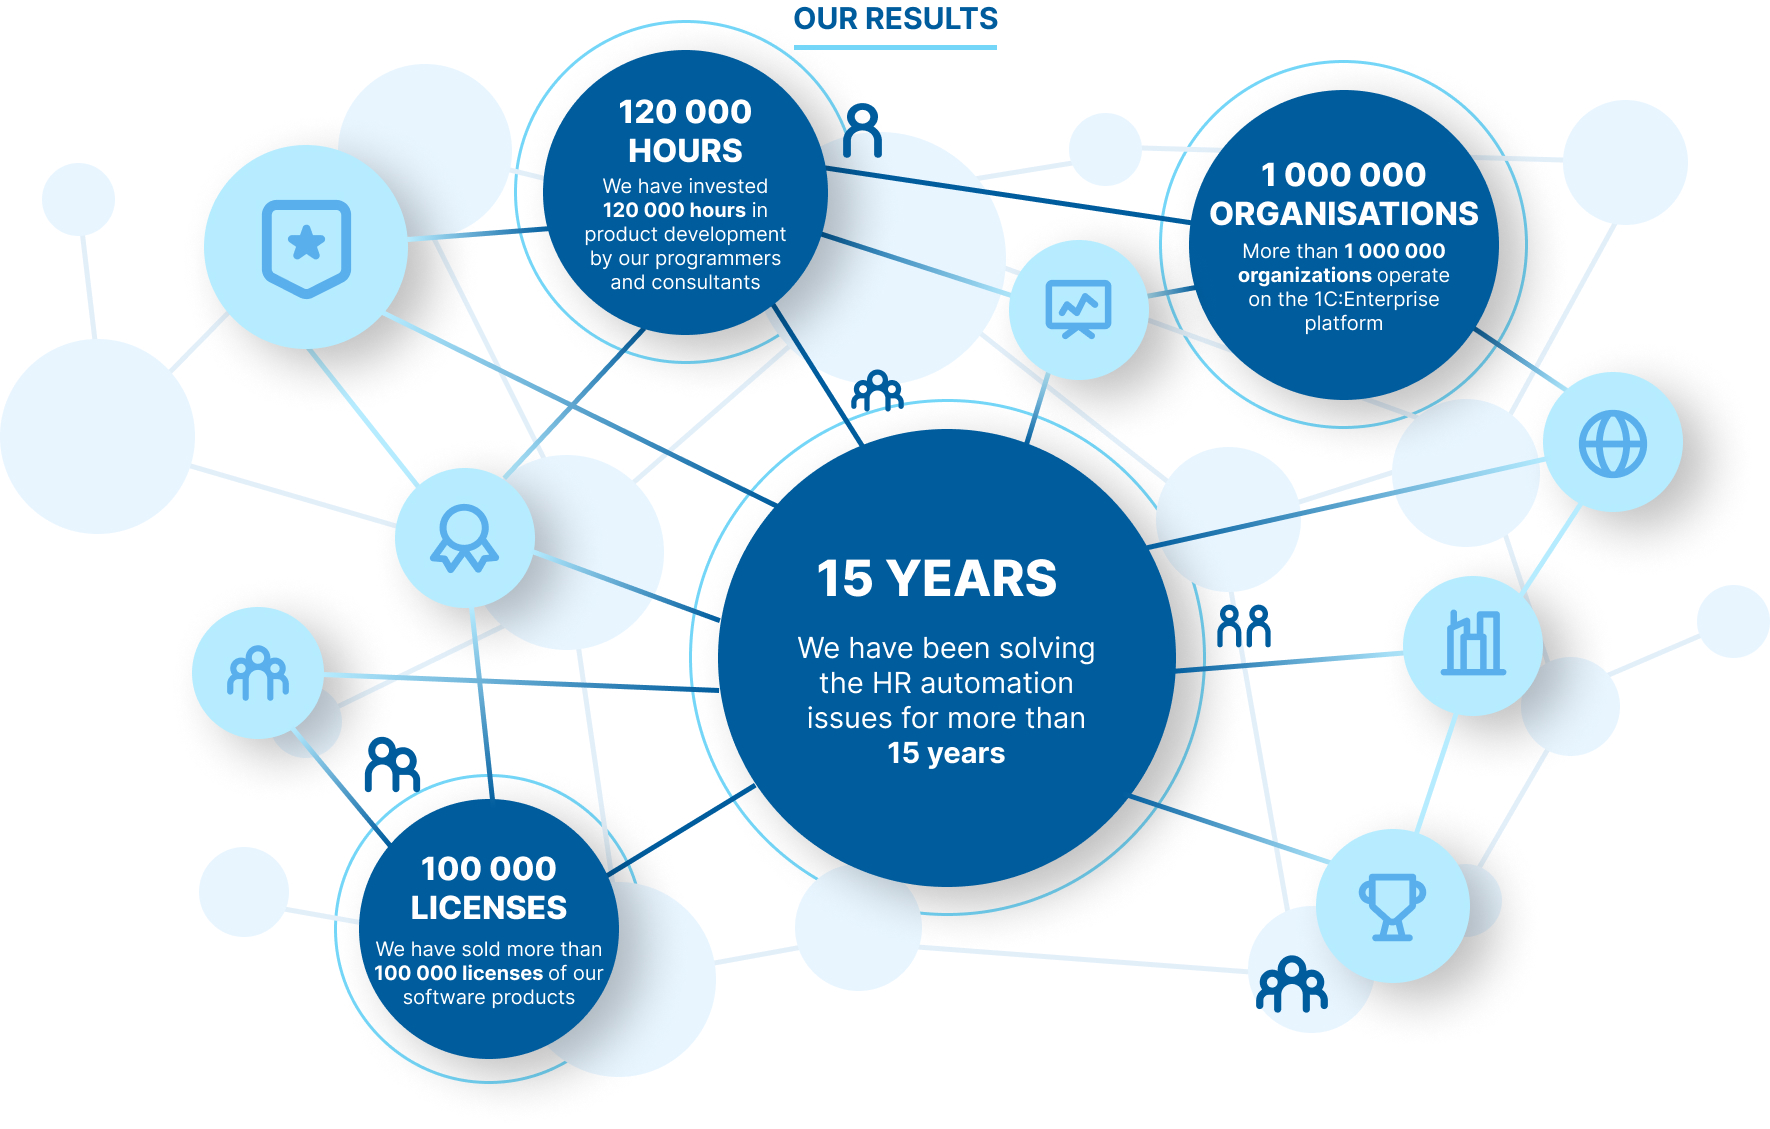 OUR RESULTS
120 000
HOURS
We have invested
120 000 hours in
product development
by our programmers
and consultants
1 000 000
ORGANISATIONS
More than 1 000 000
organizations operate
on the 1C:Enterprise
platform
15 YEARS
We have been solving
the HR automation
issues for more than
15 years
100 000
LICENSES
We have sold more than
100 000 licenses of our
software products